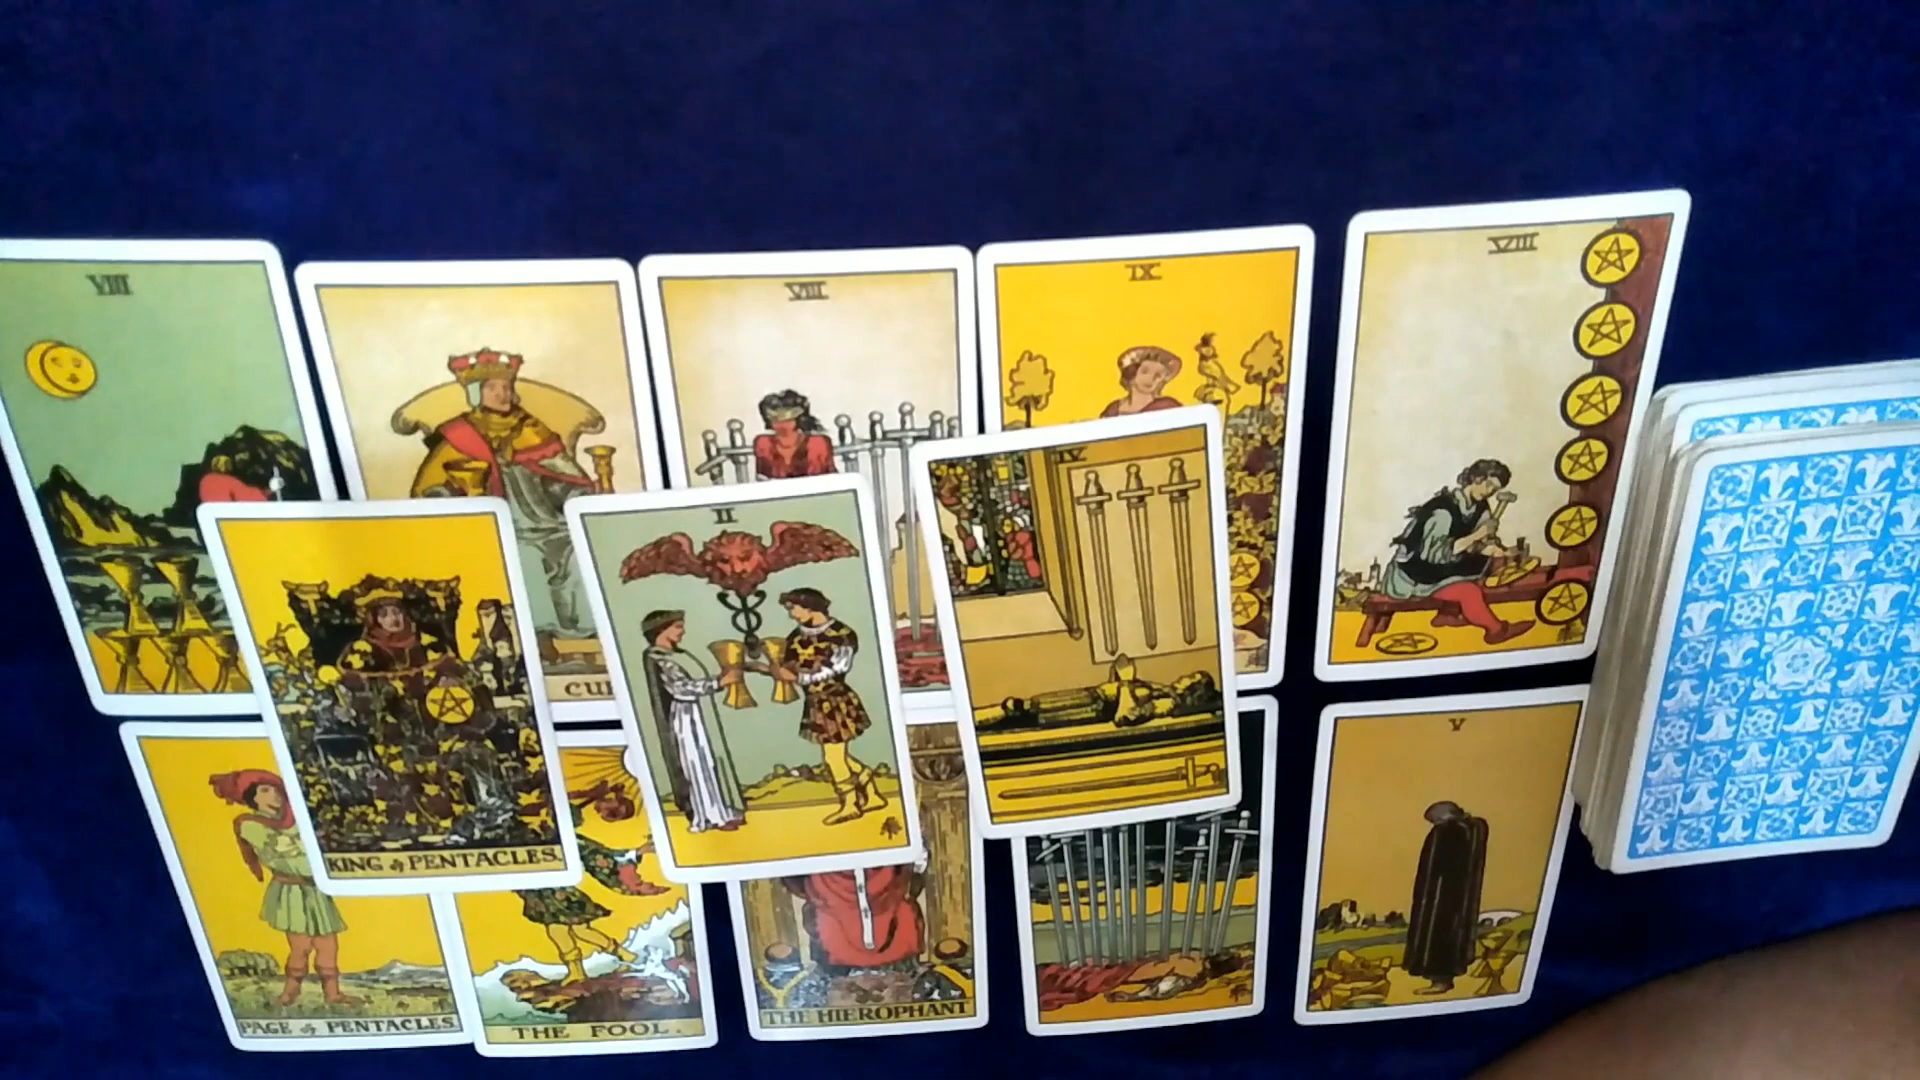 VIII
VIII
IX
VIII
CU
KING of PENTACLES.
II
IV
V
PAGE of PENTACLES.
THE FOOL.
THE HIEROPHANT